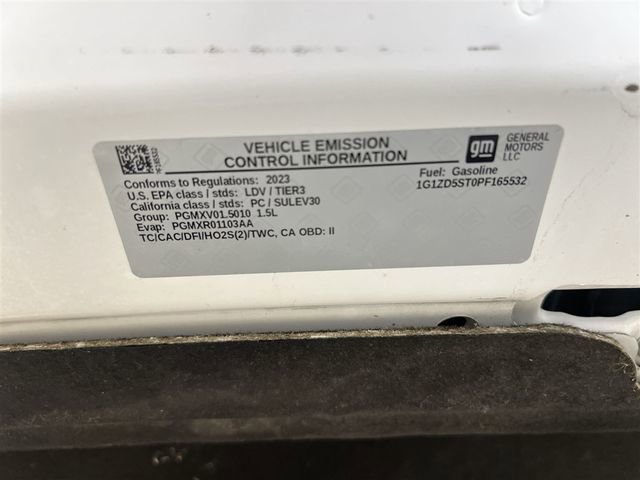 VEHICLE EMISSION
CONTROL INFORMATION
gm
GENERAL
MOTORS
LLC
PF165532
Conforms to Regulations: 2023
U.S. EPA class / stds: LDV / TIER3
California class / stds: PC / SULEV30
Group: PGMXV01.5010 1.5L
Evap: PGMXR01103AA
TC/CAC/DFI/HO2S(2)/TWC, CA OBD: II
Fuel: Gasoline
1G1ZD5ST0PF165532